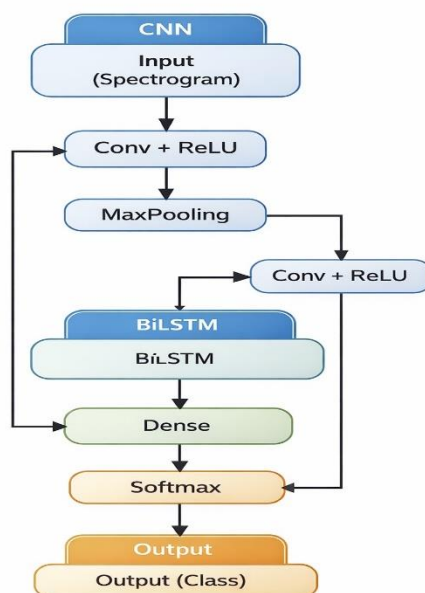 CNN
Input
(Spectrogram)
Conv + ReLU
MaxPooling
Conv + ReLU
BiLSTM
BiLSTM
Dense
Softmax
Output
Output (Class)